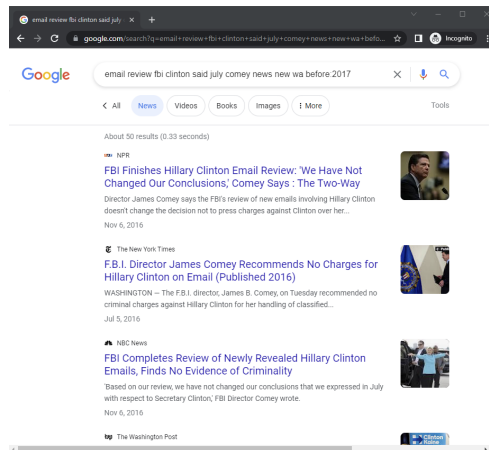 email review fbi clinton said july
google.com/search?q=email+review+fbi+clinton+said+july+comey+news+new+wa+befo...
Incognito
Google
email review fbi clinton said july comey news new wa before:2017
All News Videos Books Images More Tools
About 50 results (0.33 seconds)
npr NPR
FBI Finishes Hillary Clinton Email Review: 'We Have Not
Changed Our Conclusions,' Comey Says : The Two-Way
Director James Comey says the FBI's review of new emails involving Hillary Clinton
doesn't change the decision not to press charges against Clinton over her...
Nov 6, 2016
The New York Times
F.B.I. Director James Comey Recommends No Charges for
Hillary Clinton on Email (Published 2016)
WASHINGTON — The F.B.I. director, James B. Comey, on Tuesday recommended no
criminal charges against Hillary Clinton for her handling of classified...
Jul 5, 2016
NBC News
FBI Completes Review of Newly Revealed Hillary Clinton
Emails, Finds No Evidence of Criminality
'Based on our review, we have not changed our conclusions that we expressed in July
with respect to Secretary Clinton,' FBI Director Comey wrote.
Nov 6, 2016
wp The Washington Post
Clinton